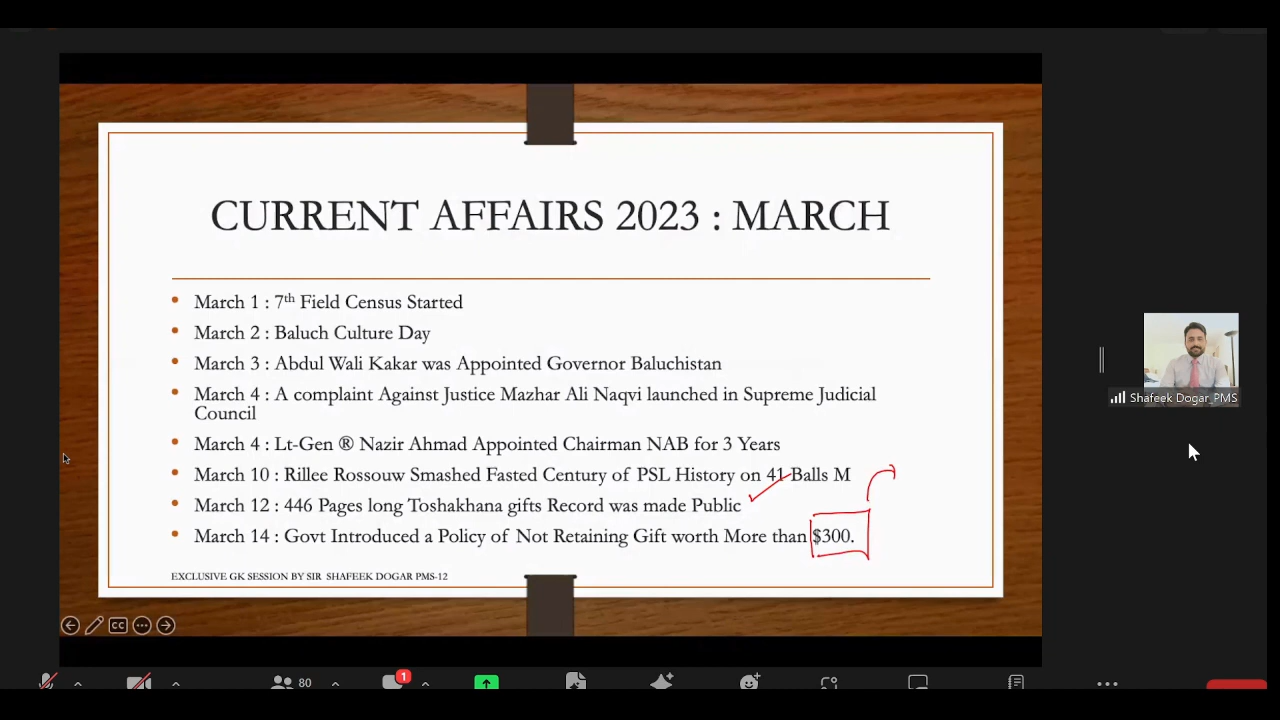 CURRENT AFFAIRS 2023 : MARCH
• March 1 : 7th Field Census Started
• March 2 : Baluch Culture Day
• March 3 : Abdul Wali Kakar was Appointed Governor Baluchistan
• March 4 : A complaint Against Justice Mazhar Ali Naqvi launched in Supreme Judicial
Council
• March 4 : Lt-Gen ® Nazir Ahmad Appointed Chairman NAB for 3 Years
• March 10 : Rillee Rossouw Smashed Fasted Century of PSL History on 41 Balls M
• March 12 : 446 Pages long Toshakhana gifts Record was made Public
• March 14 : Govt Introduced a Policy of Not Retaining Gift worth More than $300.
EXCLUSIVE GK SESSION BY SIR SHAFEEK DOGAR PMS-12
CC
Shafeek Dogar_PMS
80
1